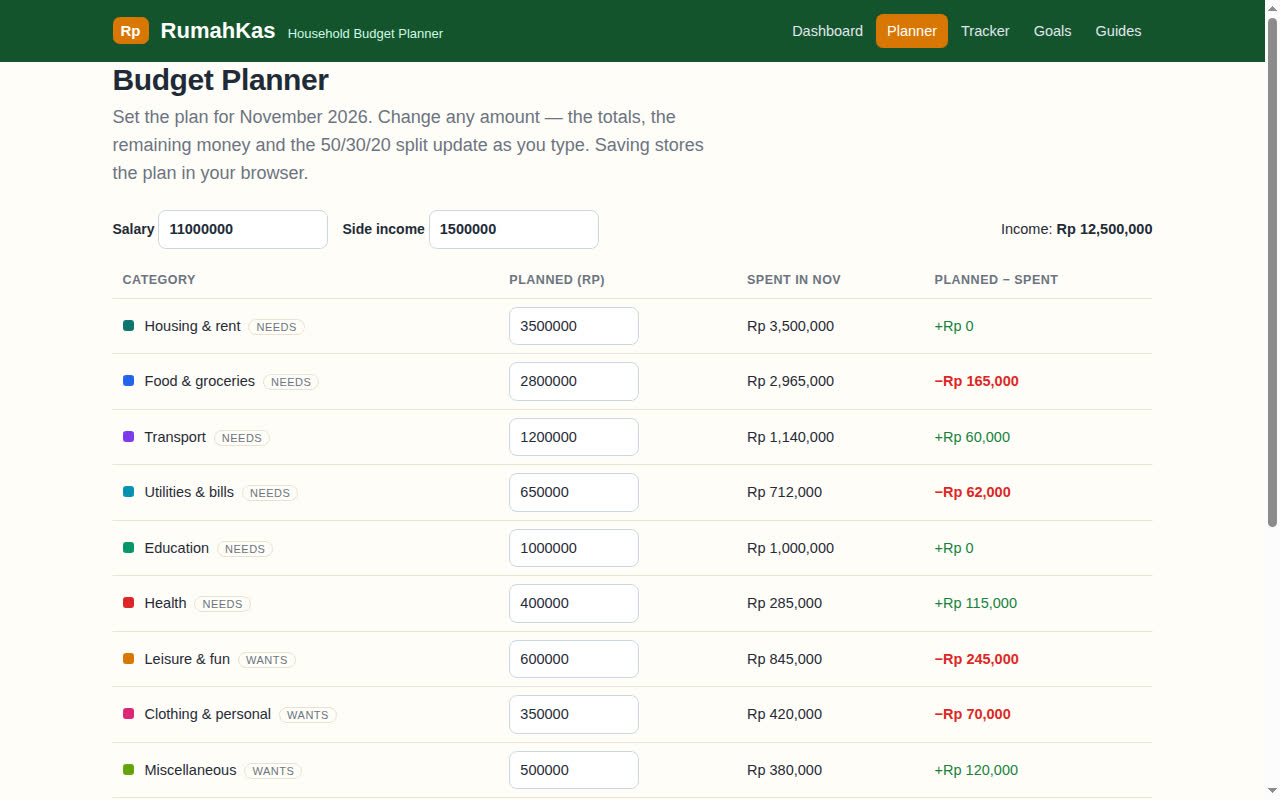 Rp RumahKas Household Budget Planner Dashboard Planner Tracker Goals Guides
Budget Planner
Set the plan for November 2026. Change any amount — the totals, the
remaining money and the 50/30/20 split update as you type. Saving stores
the plan in your browser.
Salary 11000000 Side income 1500000 Income: Rp 12,500,000
CATEGORY PLANNED (RP) SPENT IN NOV PLANNED − SPENT
Housing & rent NEEDS 3500000 Rp 3,500,000 +Rp 0
Food & groceries NEEDS 2800000 Rp 2,965,000 −Rp 165,000
Transport NEEDS 1200000 Rp 1,140,000 +Rp 60,000
Utilities & bills NEEDS 650000 Rp 712,000 −Rp 62,000
Education NEEDS 1000000 Rp 1,000,000 +Rp 0
Health NEEDS 400000 Rp 285,000 +Rp 115,000
Leisure & fun WANTS 600000 Rp 845,000 −Rp 245,000
Clothing & personal WANTS 350000 Rp 420,000 −Rp 70,000
Miscellaneous WANTS 500000 Rp 380,000 +Rp 120,000